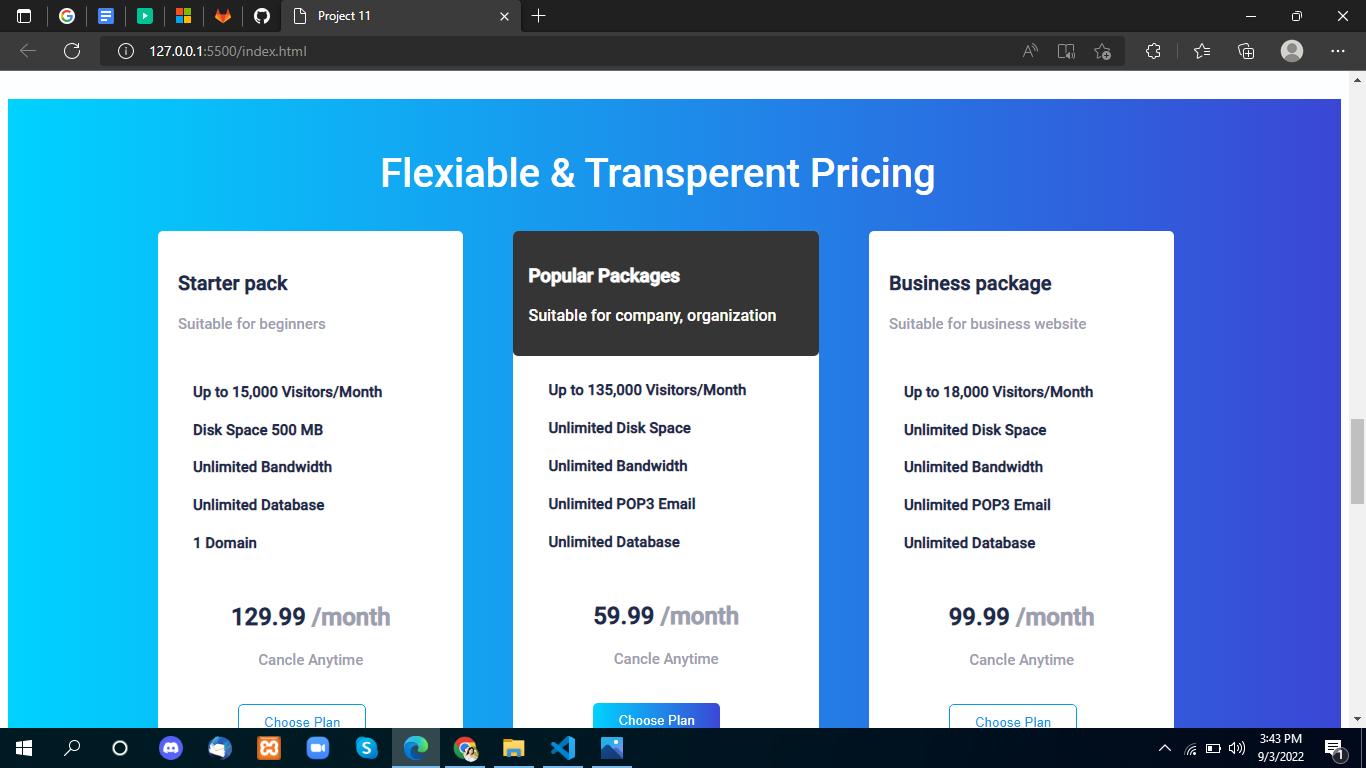 Project 11
127.0.0.1:5500/index.html
Flexiable & Transperent Pricing
Starter pack
Suitable for beginners
Up to 15,000 Visitors/Month
Disk Space 500 MB
Unlimited Bandwidth
Unlimited Database
1 Domain
129.99 /month
Cancle Anytime
Choose Plan
Popular Packages
Suitable for company, organization
Up to 135,000 Visitors/Month
Unlimited Disk Space
Unlimited Bandwidth
Unlimited POP3 Email
Unlimited Database
59.99 /month
Cancle Anytime
Choose Plan
Business package
Suitable for business website
Up to 18,000 Visitors/Month
Unlimited Disk Space
Unlimited Bandwidth
Unlimited POP3 Email
Unlimited Database
99.99 /month
Cancle Anytime
Choose Plan
3:43 PM
9/3/2022
1